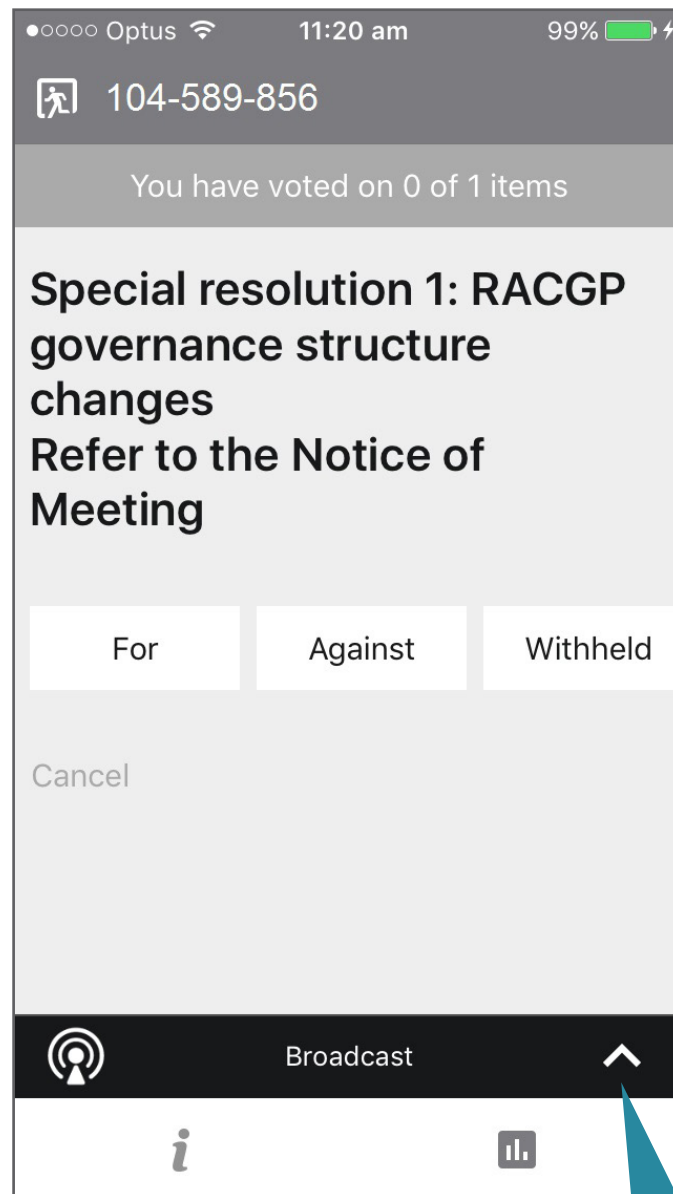 Optus 11:20 am 99%
104-589-856
You have voted on 0 of 1 items
Special resolution 1: RACGP
governance structure
changes
Refer to the Notice of
Meeting
For Against Withheld
Cancel
Broadcast
i